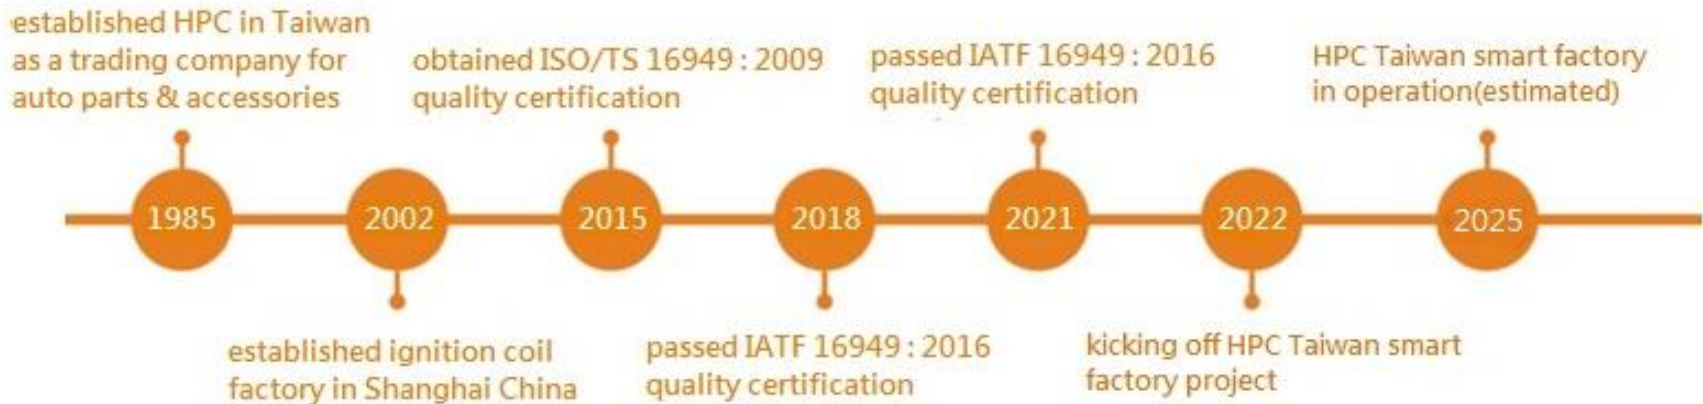 established HPC in Taiwan
as a trading company for
auto parts & accessories
obtained ISO/TS 16949 : 2009
quality certification
passed IATF 16949 : 2016
quality certification
HPC Taiwan smart factory
in operation(estimated)
1985
2002
2015
2018
2021
2022
2025
established ignition coil
factory in Shanghai China
passed IATF 16949 : 2016
quality certification
kicking off HPC Taiwan smart
factory project